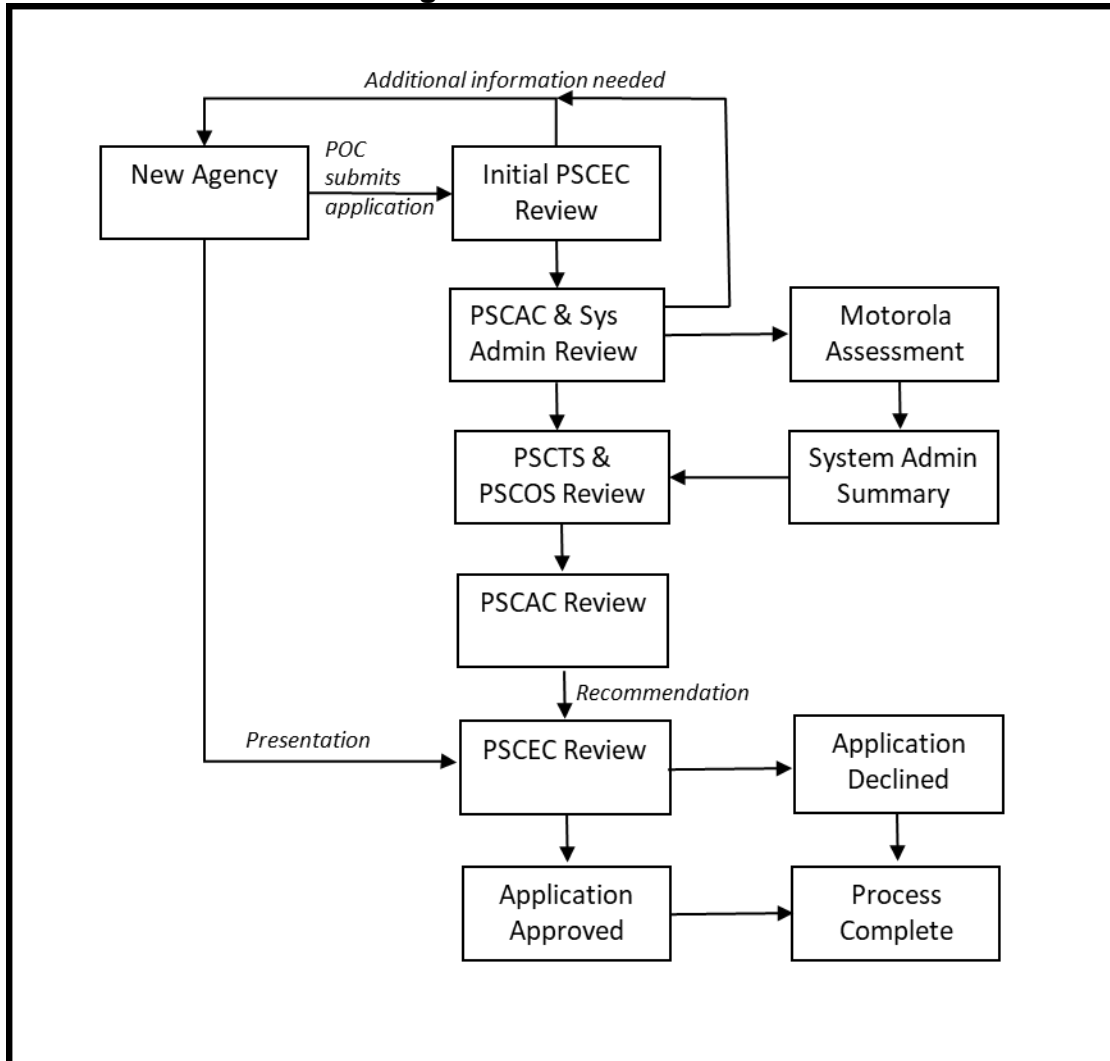 Additional information needed
New Agency
POC
submits
application
Initial PSCEC
Review
PSCAC & Sys
Admin Review
Motorola
Assessment
PSCTS &
PSCOS Review
System Admin
Summary
PSCAC Review
Recommendation
Presentation
PSCEC Review
Application
Declined
Application
Approved
Process
Complete